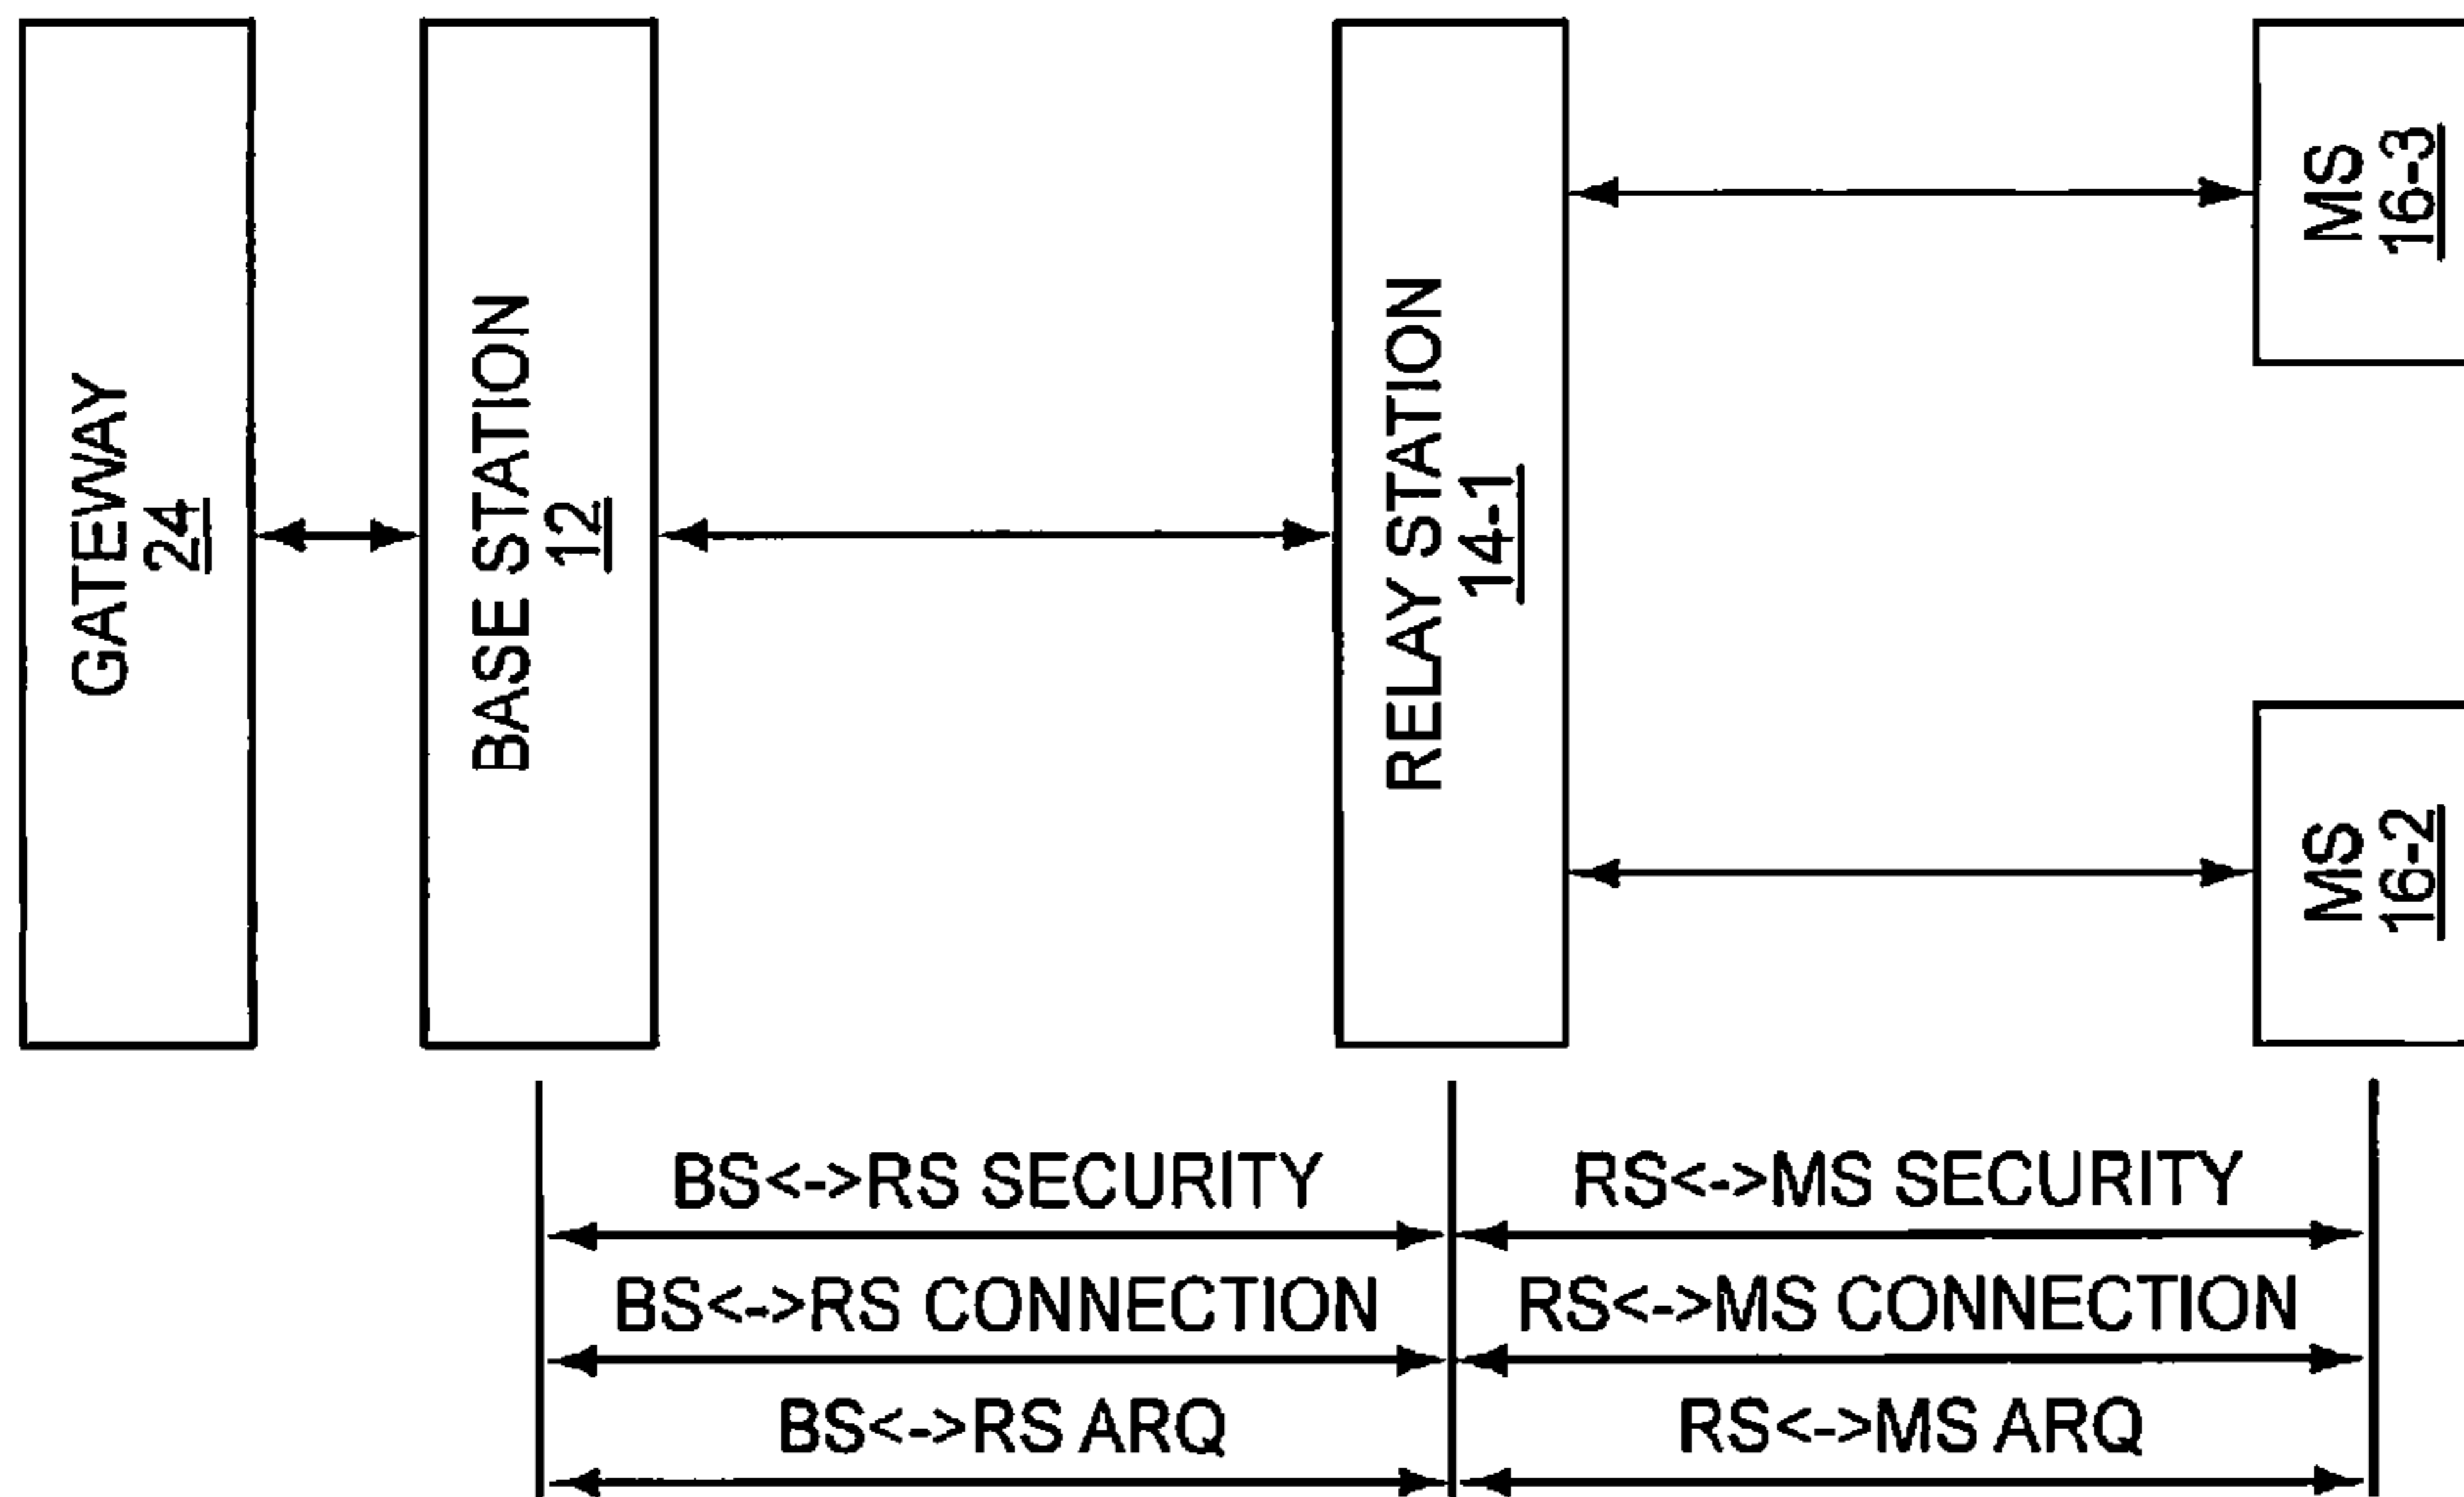 GATEWAY
24
BASE STATION
12
RELAY STATION
14-1
MS
16-3
MS
16-2
BS<->RS SECURITY
RS<->MS SECURITY
BS<->RS CONNECTION
RS<->MS CONNECTION
BS<->RS ARQ
RS<->MS ARQ